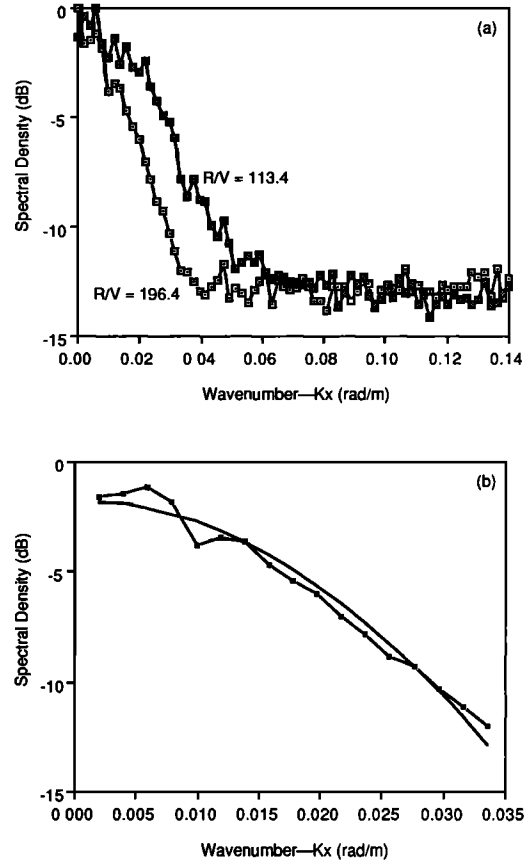 0
(a)
-5
Spectral Density (dB)
R/V = 113.4
-10
R/V = 196.4
-15
0.00 0.02 0 04 0.06 0.08 0.10 0.12 0.14
Wavenumber—Kx (rad/m)
0
(b)
-5
Spectral Density (dB)
-10
-15
0 000 0.005 0.010 0.015 0.020 0.025 0.030 0.035
Wavenumber—Kx (rad/m)